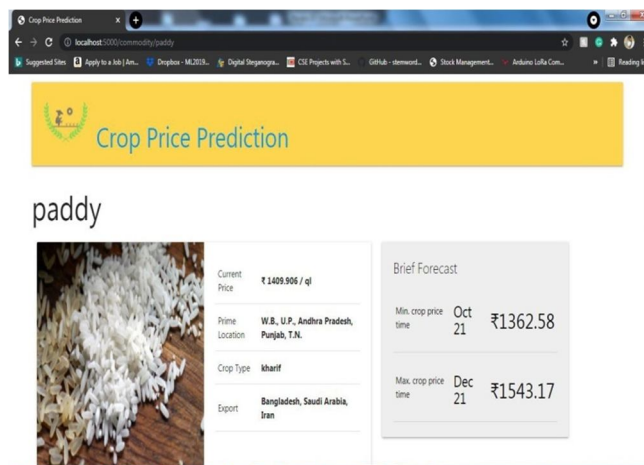 Crop Price Prediction
localhost:5000/commodity/paddy
Suggested Sites
Apply to a Job | Am...
Dropbox - ML2019...
Digital Steganogra...
CSE Projects with S...
GitHub - stemword...
Stock Management...
Arduino LoRa Com...
»
Reading li
Crop Price Prediction
paddy
Current Price
₹ 1409.906 / ql
Prime Location
W.B., U.P., Andhra Pradesh,
Punjab, T.N.
Crop Type
kharif
Export
Bangladesh, Saudi Arabia,
Iran
Brief Forecast
Min. crop price
time
Oct
21
₹1362.58
Max. crop price
time
Dec
21
₹1543.17